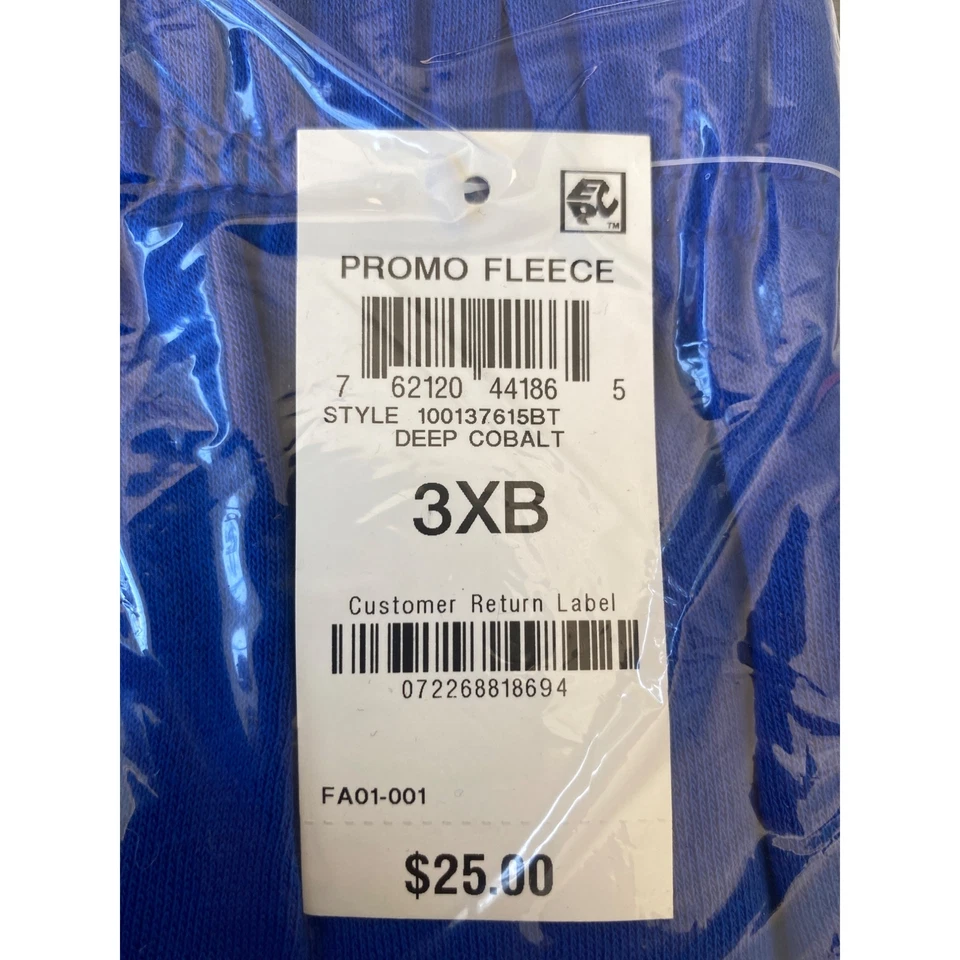 TM
PROMO FLEECE
7 62120 44186 5
STYLE 100137615BT
DEEP COBALT
3XB
Customer Return Label
072268818694
FA01-001
$25.00